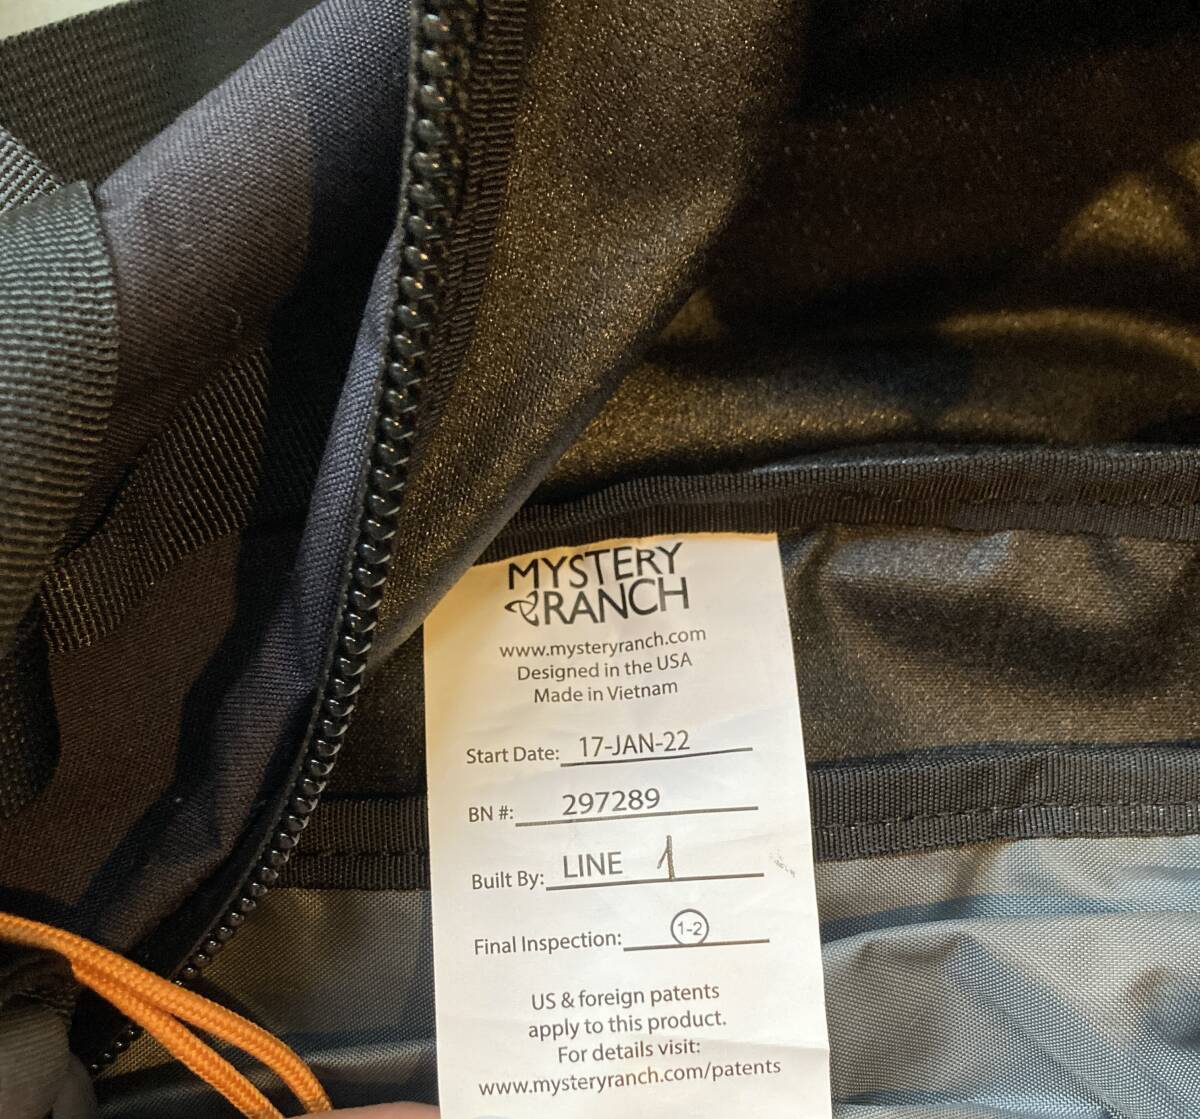 MYSTERY
RANCH
www.mysteryranch.com
Designed in the USA
Made in Vietnam
Start Date: 17-JAN-22
BN #: 297289
Built By: LINE 1
Final Inspection: 1-2
US & foreign patents
apply to this product.
For details visit:
www.mysteryranch.com/patents